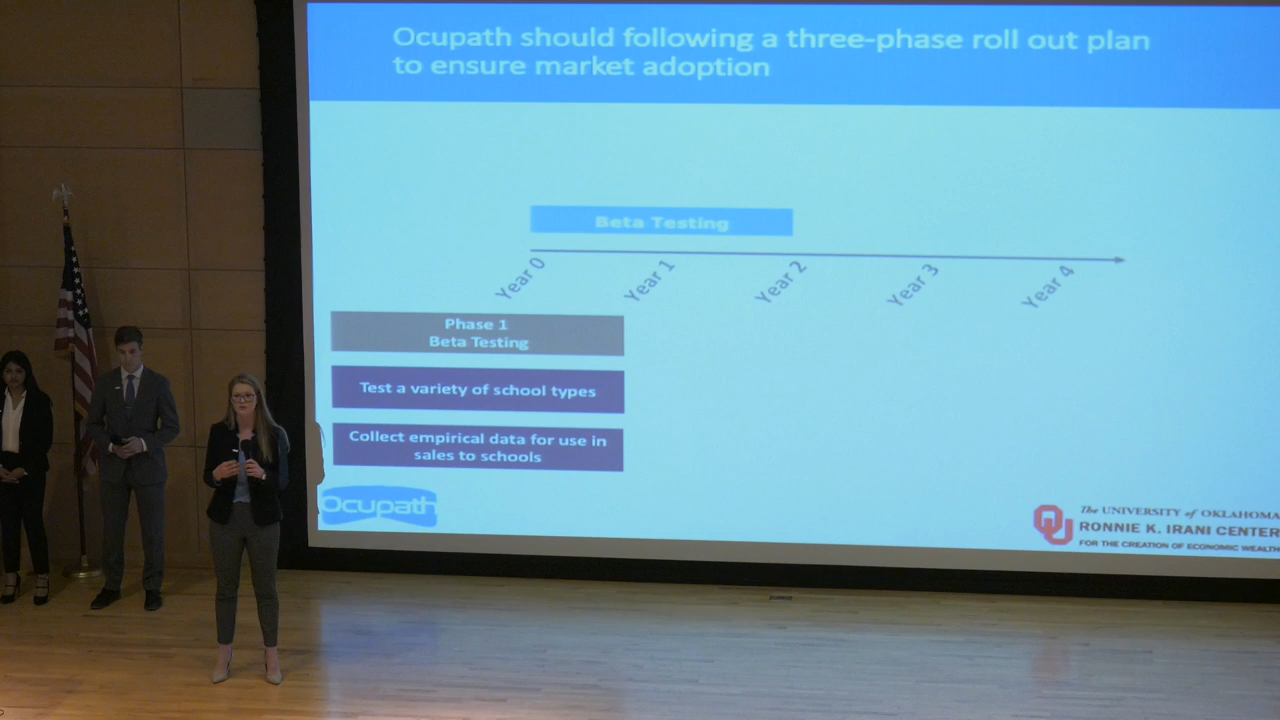 Ocupath should following a three-phase roll out plan
to ensure market adoption
Beta Testing
Year 0
Year 1
Year 2
Year 3
Year 4
Phase 1
Beta Testing
Test a variety of school types
Collect empirical data for use in
sales to schools
Ocupath
The UNIVERSITY of OKLAHOMA
RONNIE K. IRANI CENTER
FOR THE CREATION OF ECONOMIC WEALTH